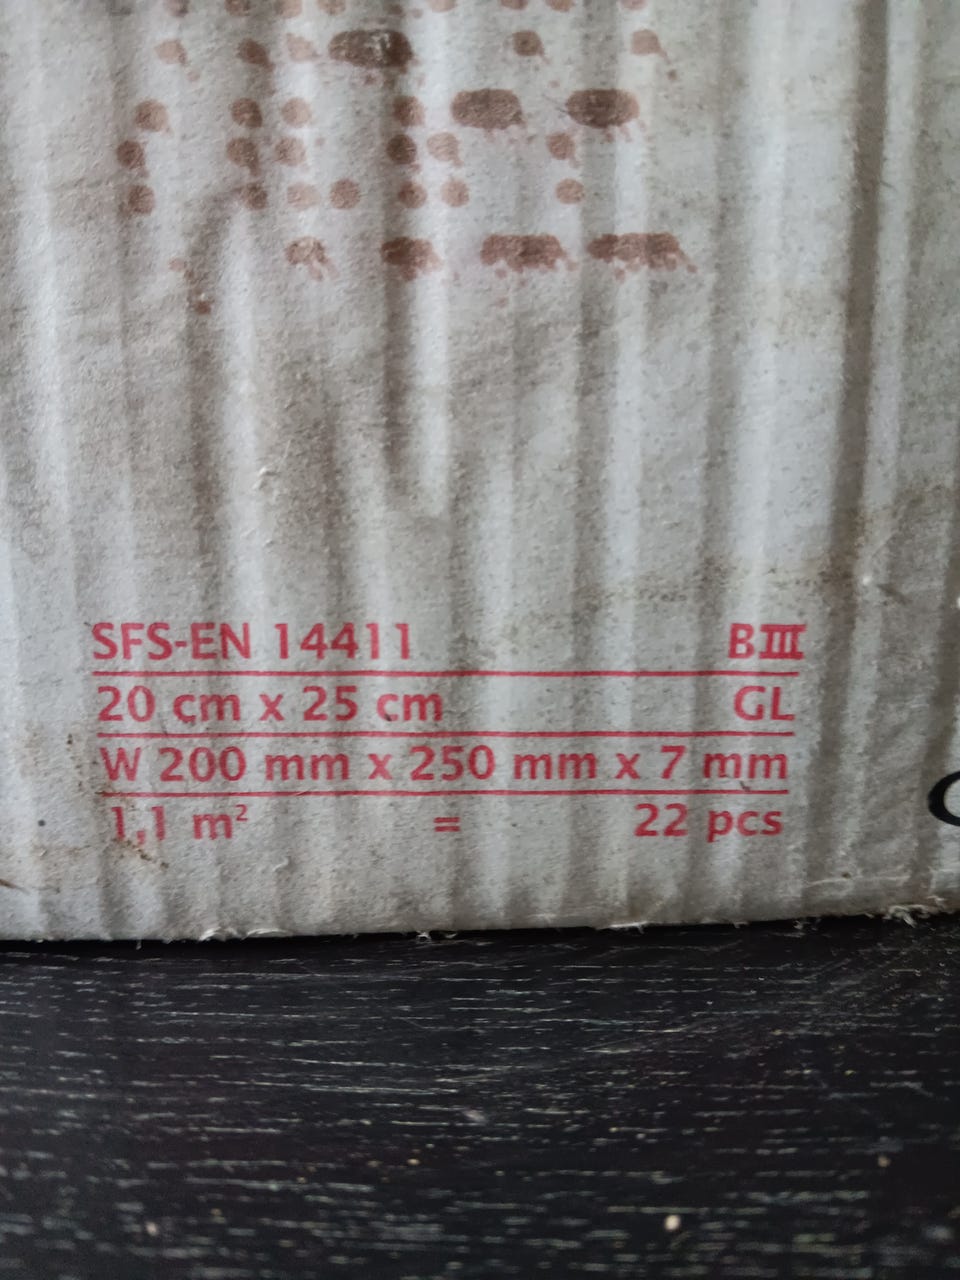 SFS-EN 14411 BIII
20 cm x 25 cm GL
W 200 mm x 250 mm x 7 mm
1,1 m² = 22 pcs